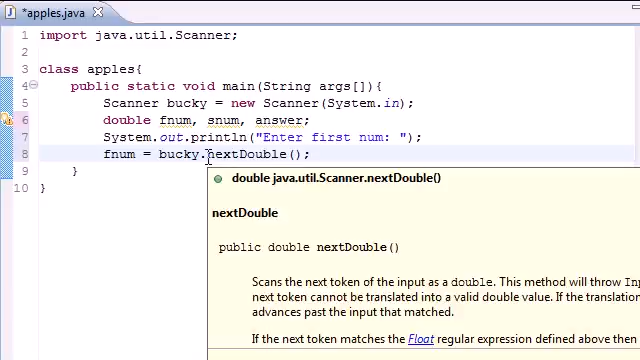 *apples.java
1 import java.util.Scanner;
2
3 class apples{
4 public static void main(String args[]){
5 Scanner bucky = new Scanner(System.in);
6 double fnum, snum, answer;
7 System.out.println("Enter first num: ");
8 fnum = bucky.nextDouble();
9 }
10 }
double java.util.Scanner.nextDouble()
nextDouble
public double nextDouble()
Scans the next token of the input as a double. This method will throw
next token cannot be translated into a valid double value. If the translation
advances past the input that matched.
If the next token matches the Float regular expression defined above then